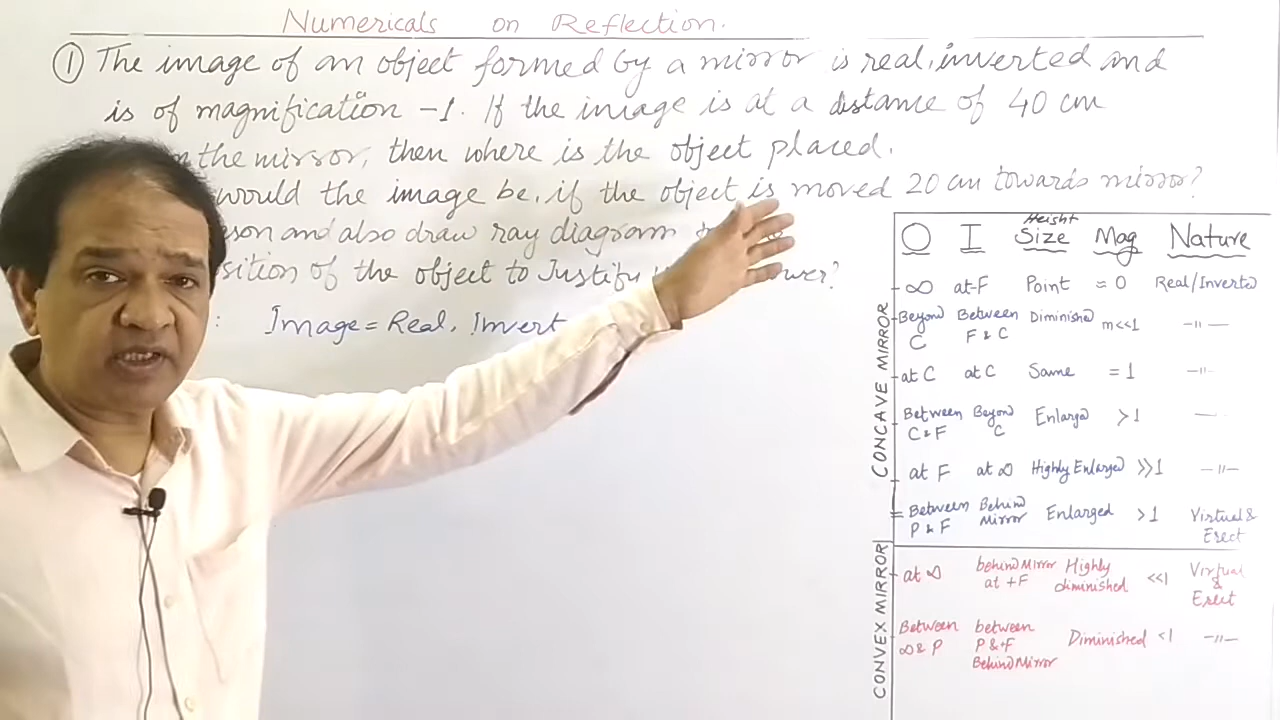 Numericals on Reflection.
① The image of an object formed by a mirror is real, inverted and
is of magnification -1. If the image is at a distance of 40 cm
the mirror, then where is the object placed.
would the image be, if the object is moved 20 cm towards mirror?
and also draw ray diagram
of the object to Justify
: Image = Real, Invert
O I Height Size Mag Nature
CONCAVE MIRROR
∞ at-F Point ≈ 0 Real/Inverted
Beyond C Between F & C Diminished m<<1 -"-
at C at C Same = 1 -"-
Between C & F Beyond C Enlarged >1 —
at F at ∞ Highly Enlarged >>1 -"-
Between P & F Behind Mirror Enlarged >1 Virtual & Erect
CONVEX MIRROR
at ∞ behind Mirror at +F Highly diminished <<1 Virtual & Erect
Between ∞ & P between P & +F Behind Mirror Diminished <1 -"-